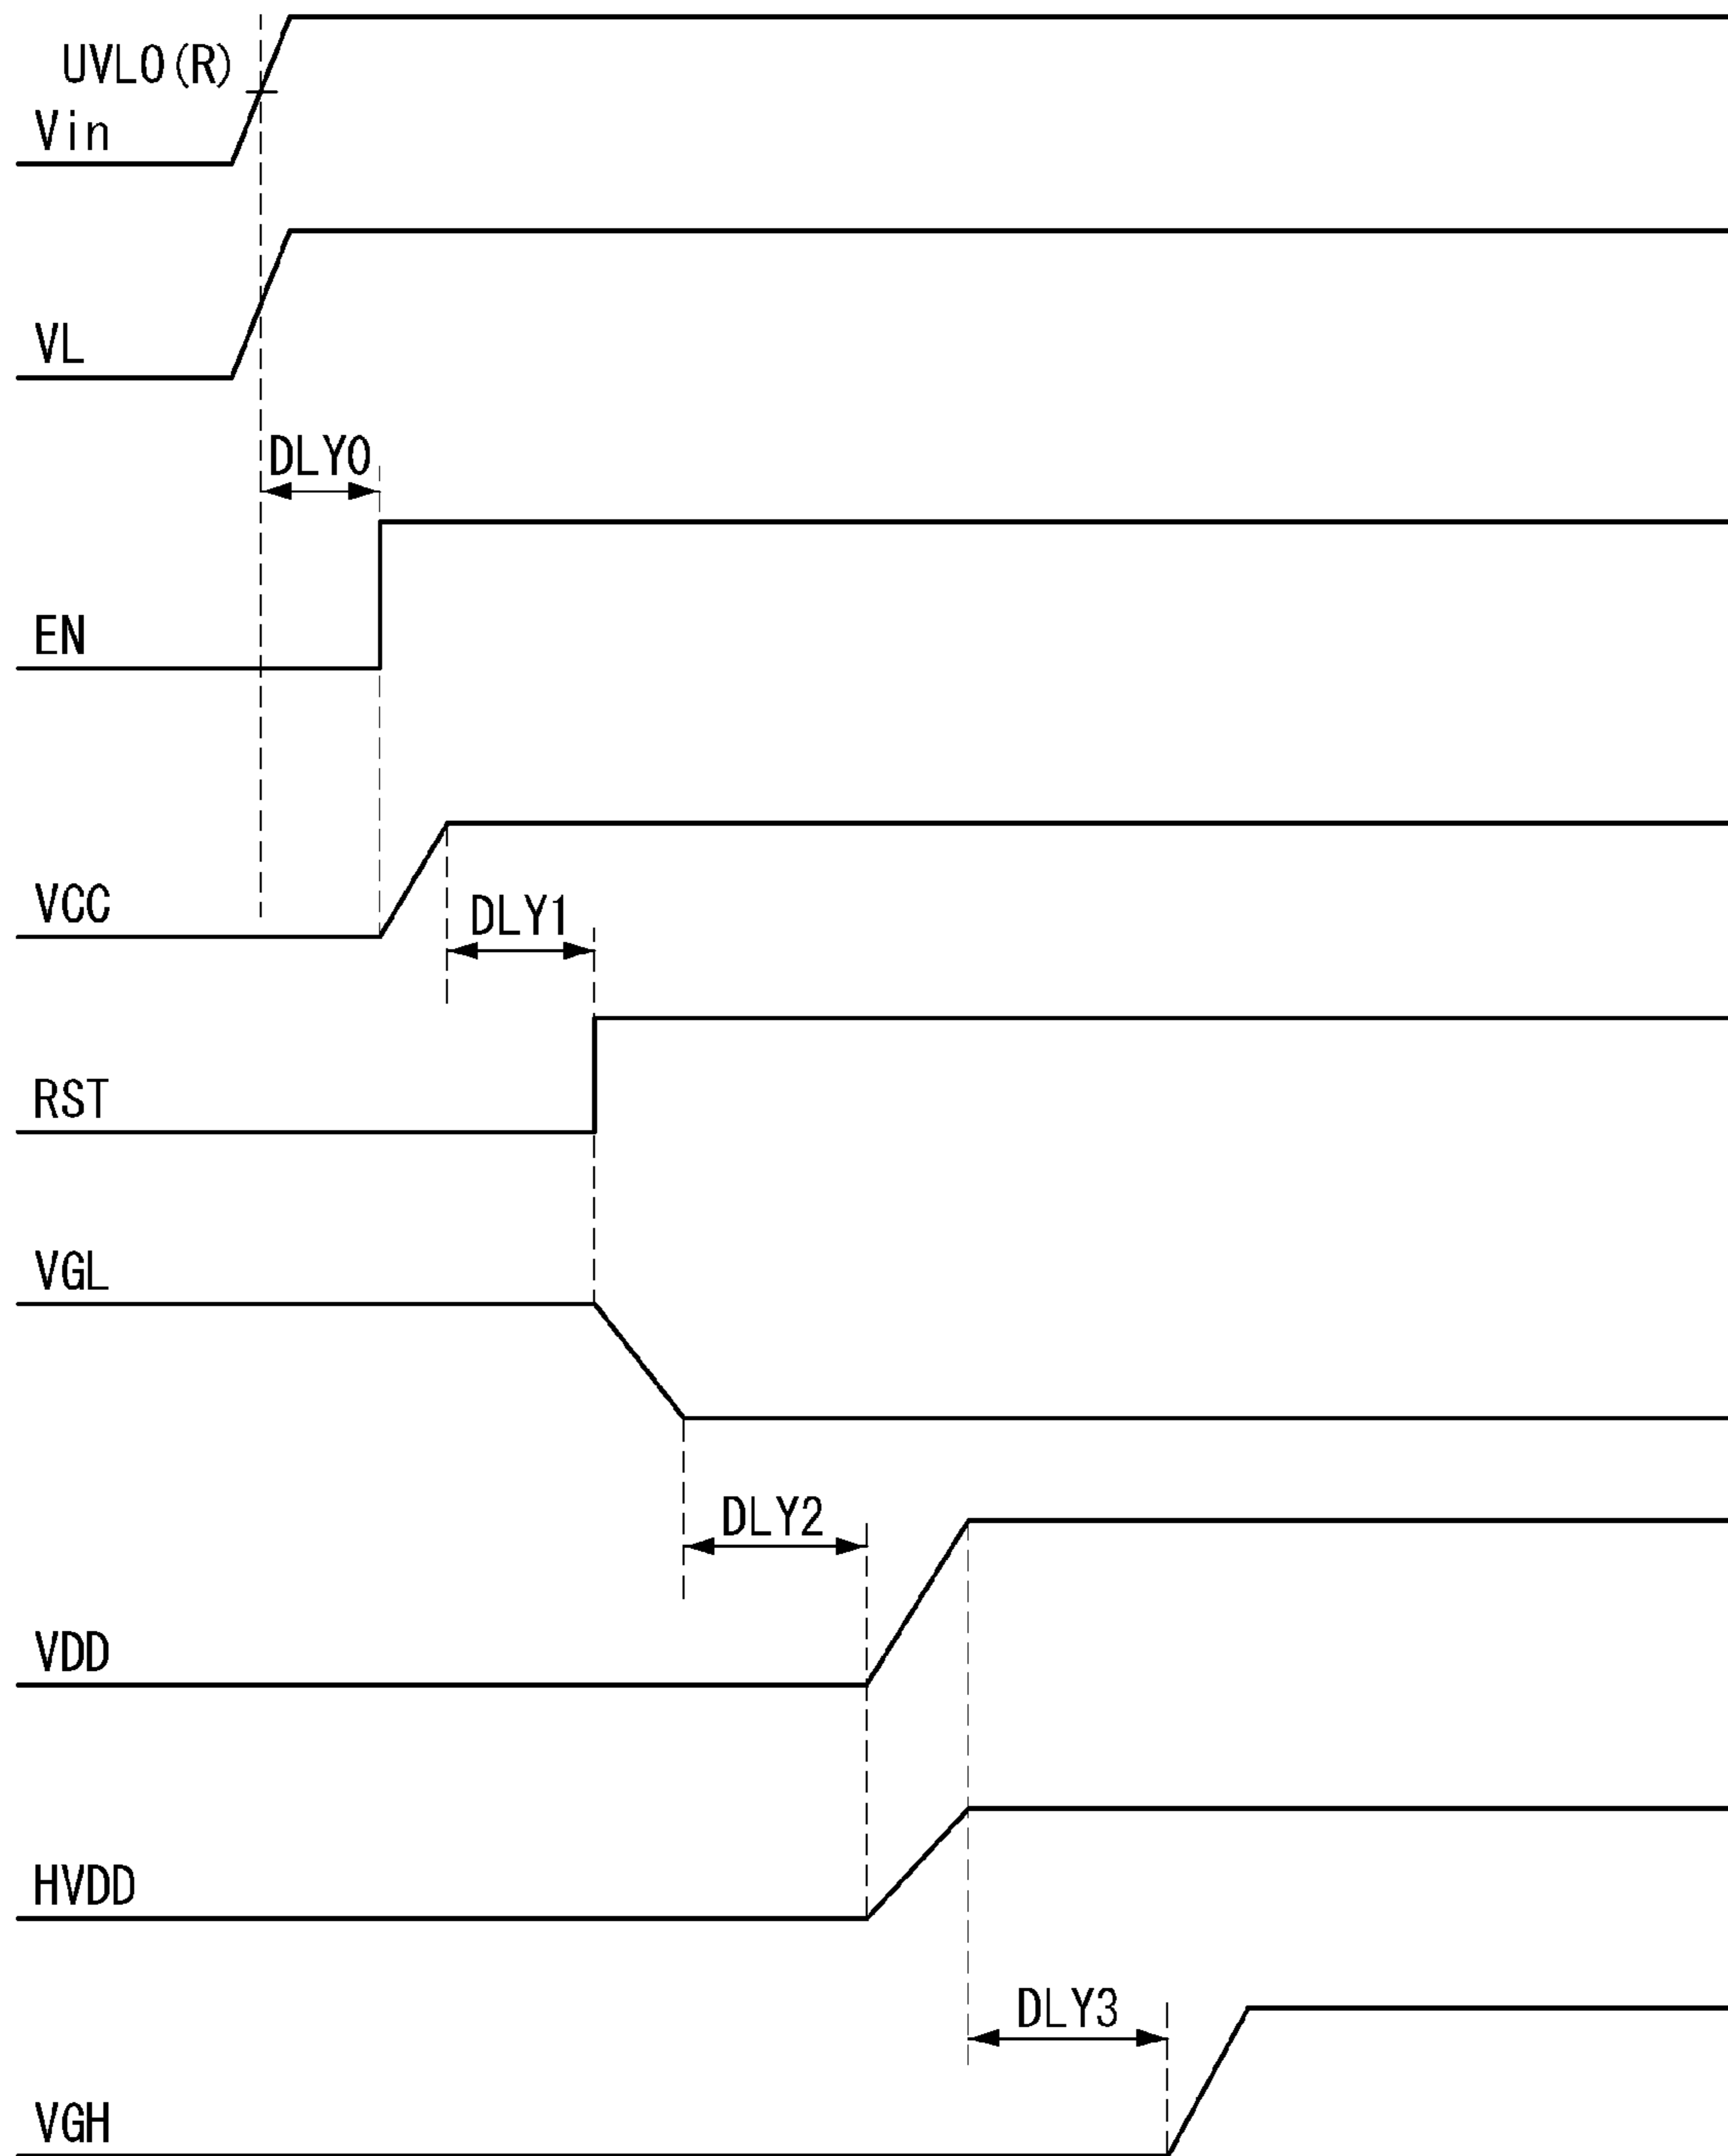 UVLO(R)
Vin
VL
DLY0
EN
VCC
DLY1
RST
VGL
DLY2
VDD
HVDD
DLY3
VGH